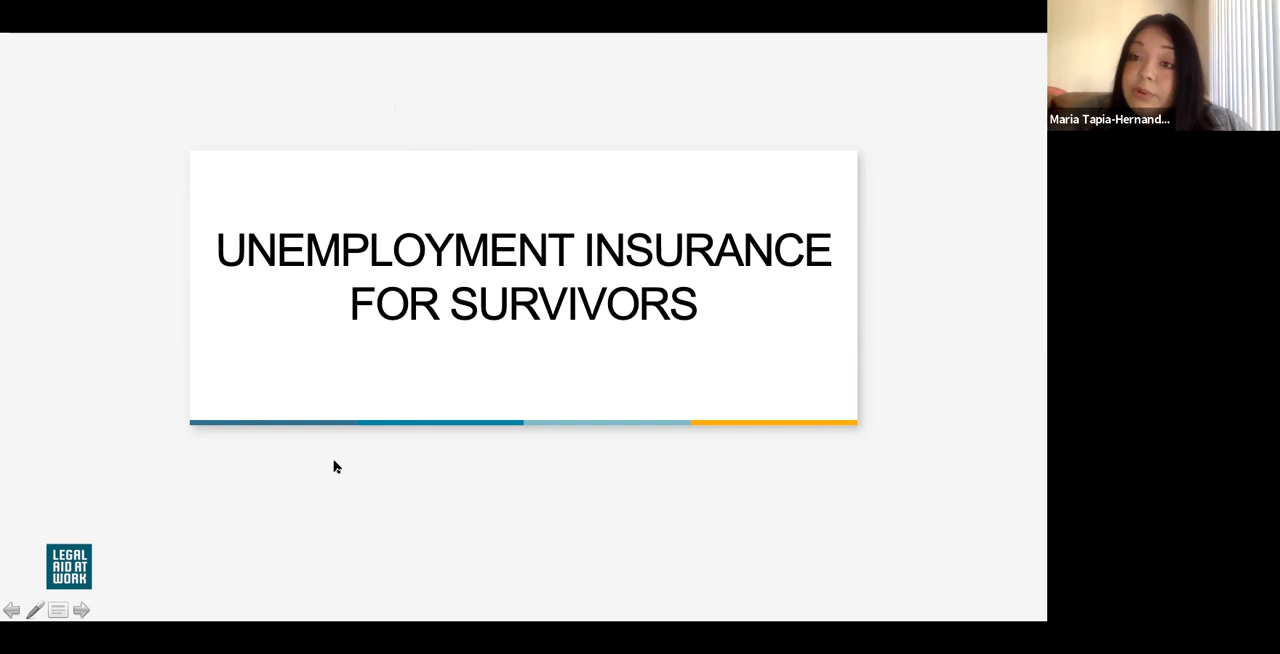 UNEMPLOYMENT INSURANCE
FOR SURVIVORS
Maria Tapia-Hernand...
LEGAL
AID AT
WORK